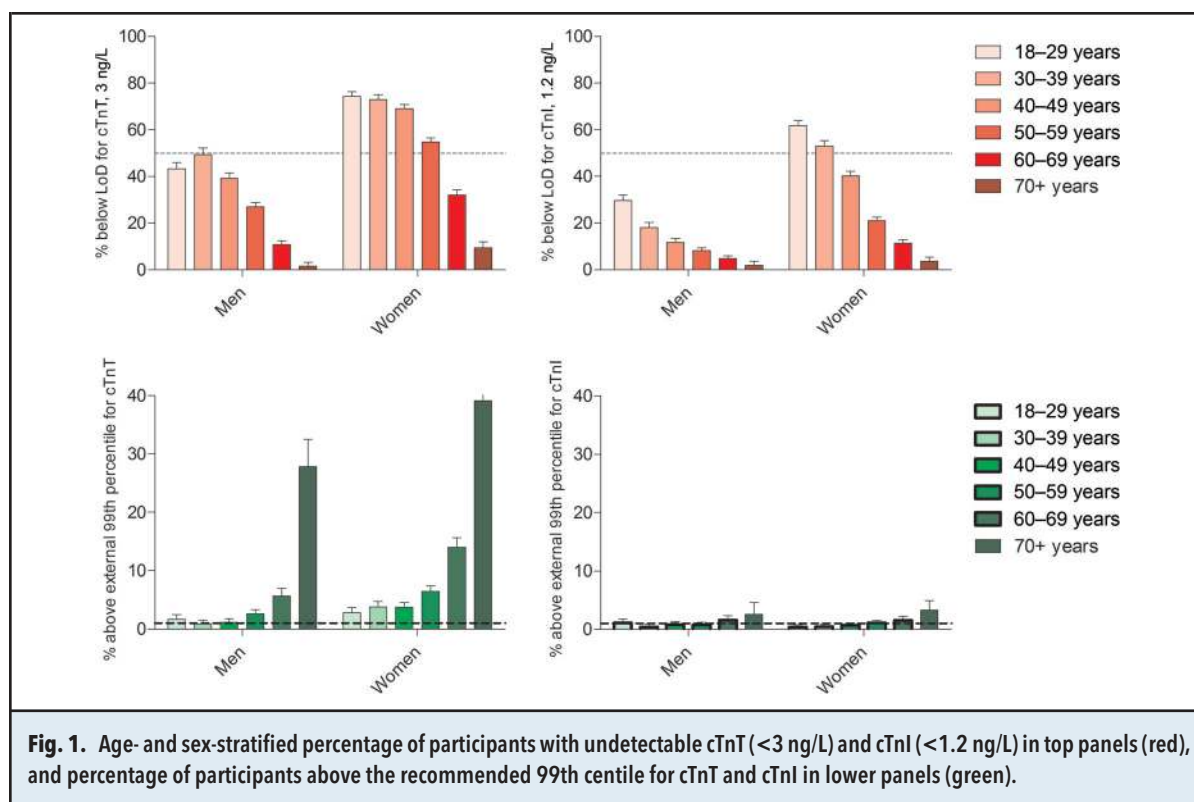 % below LoD for cTnT, 3 ng/L
100
80
60
40
20
0
Men
Women
% below LoD for cTnI, 1.2 ng/L
100
80
60
40
20
0
Men
Women
18–29 years
30–39 years
40–49 years
50–59 years
60–69 years
70+ years
% above external 99th percentile for cTnT
40
30
20
10
0
Men
Women
% above external 99th percentile for cTnI
40
30
20
10
0
Men
Women
18–29 years
30–39 years
40–49 years
50–59 years
60–69 years
70+ years
Fig. 1. Age- and sex-stratified percentage of participants with undetectable cTnT (<3 ng/L) and cTnI (<1.2 ng/L) in top panels (red),
and percentage of participants above the recommended 99th centile for cTnT and cTnI in lower panels (green).